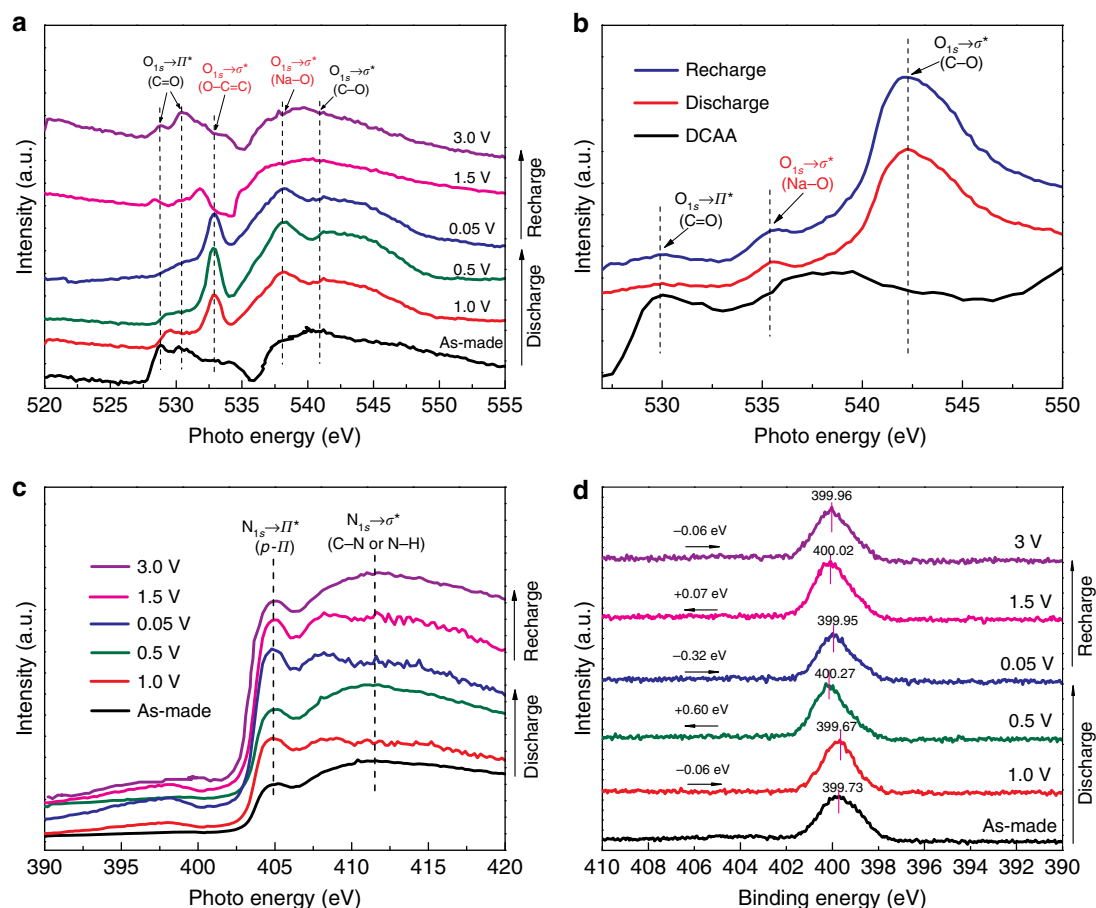 a
O1s→Π*
(C=O)
O1s→σ*
(O–C=C)
O1s→σ*
(Na–O)
O1s→σ*
(C–O)
3.0 V
1.5 V
0.05 V
0.5 V
1.0 V
As-made
Recharge
Discharge
Intensity (a.u.)
520 525 530 535 540 545 550 555
Photo energy (eV)
b
Recharge
Discharge
DCAA
O1s→σ*
(C–O)
O1s→σ*
(Na–O)
O1s→Π*
(C=O)
Intensity (a.u.)
530 535 540 545 550
Photo energy (eV)
c
N1s→Π*
(p-Π)
N1s→σ*
(C–N or N–H)
3.0 V
1.5 V
0.05 V
0.5 V
1.0 V
As-made
Recharge
Discharge
Intensity (a.u.)
390 395 400 405 411 415 420
Photo energy (eV)
d
399.96
–0.06 eV
3 V
400.02
+0.07 eV
1.5 V
399.95
–0.32 eV
0.05 V
400.27
+0.60 eV
0.5 V
399.67
–0.06 eV
1.0 V
399.73
As-made
Recharge
Discharge
Intensity (a.u.)
410 408 406 404 402 400 398 396 394 392 390
Binding energy (eV)